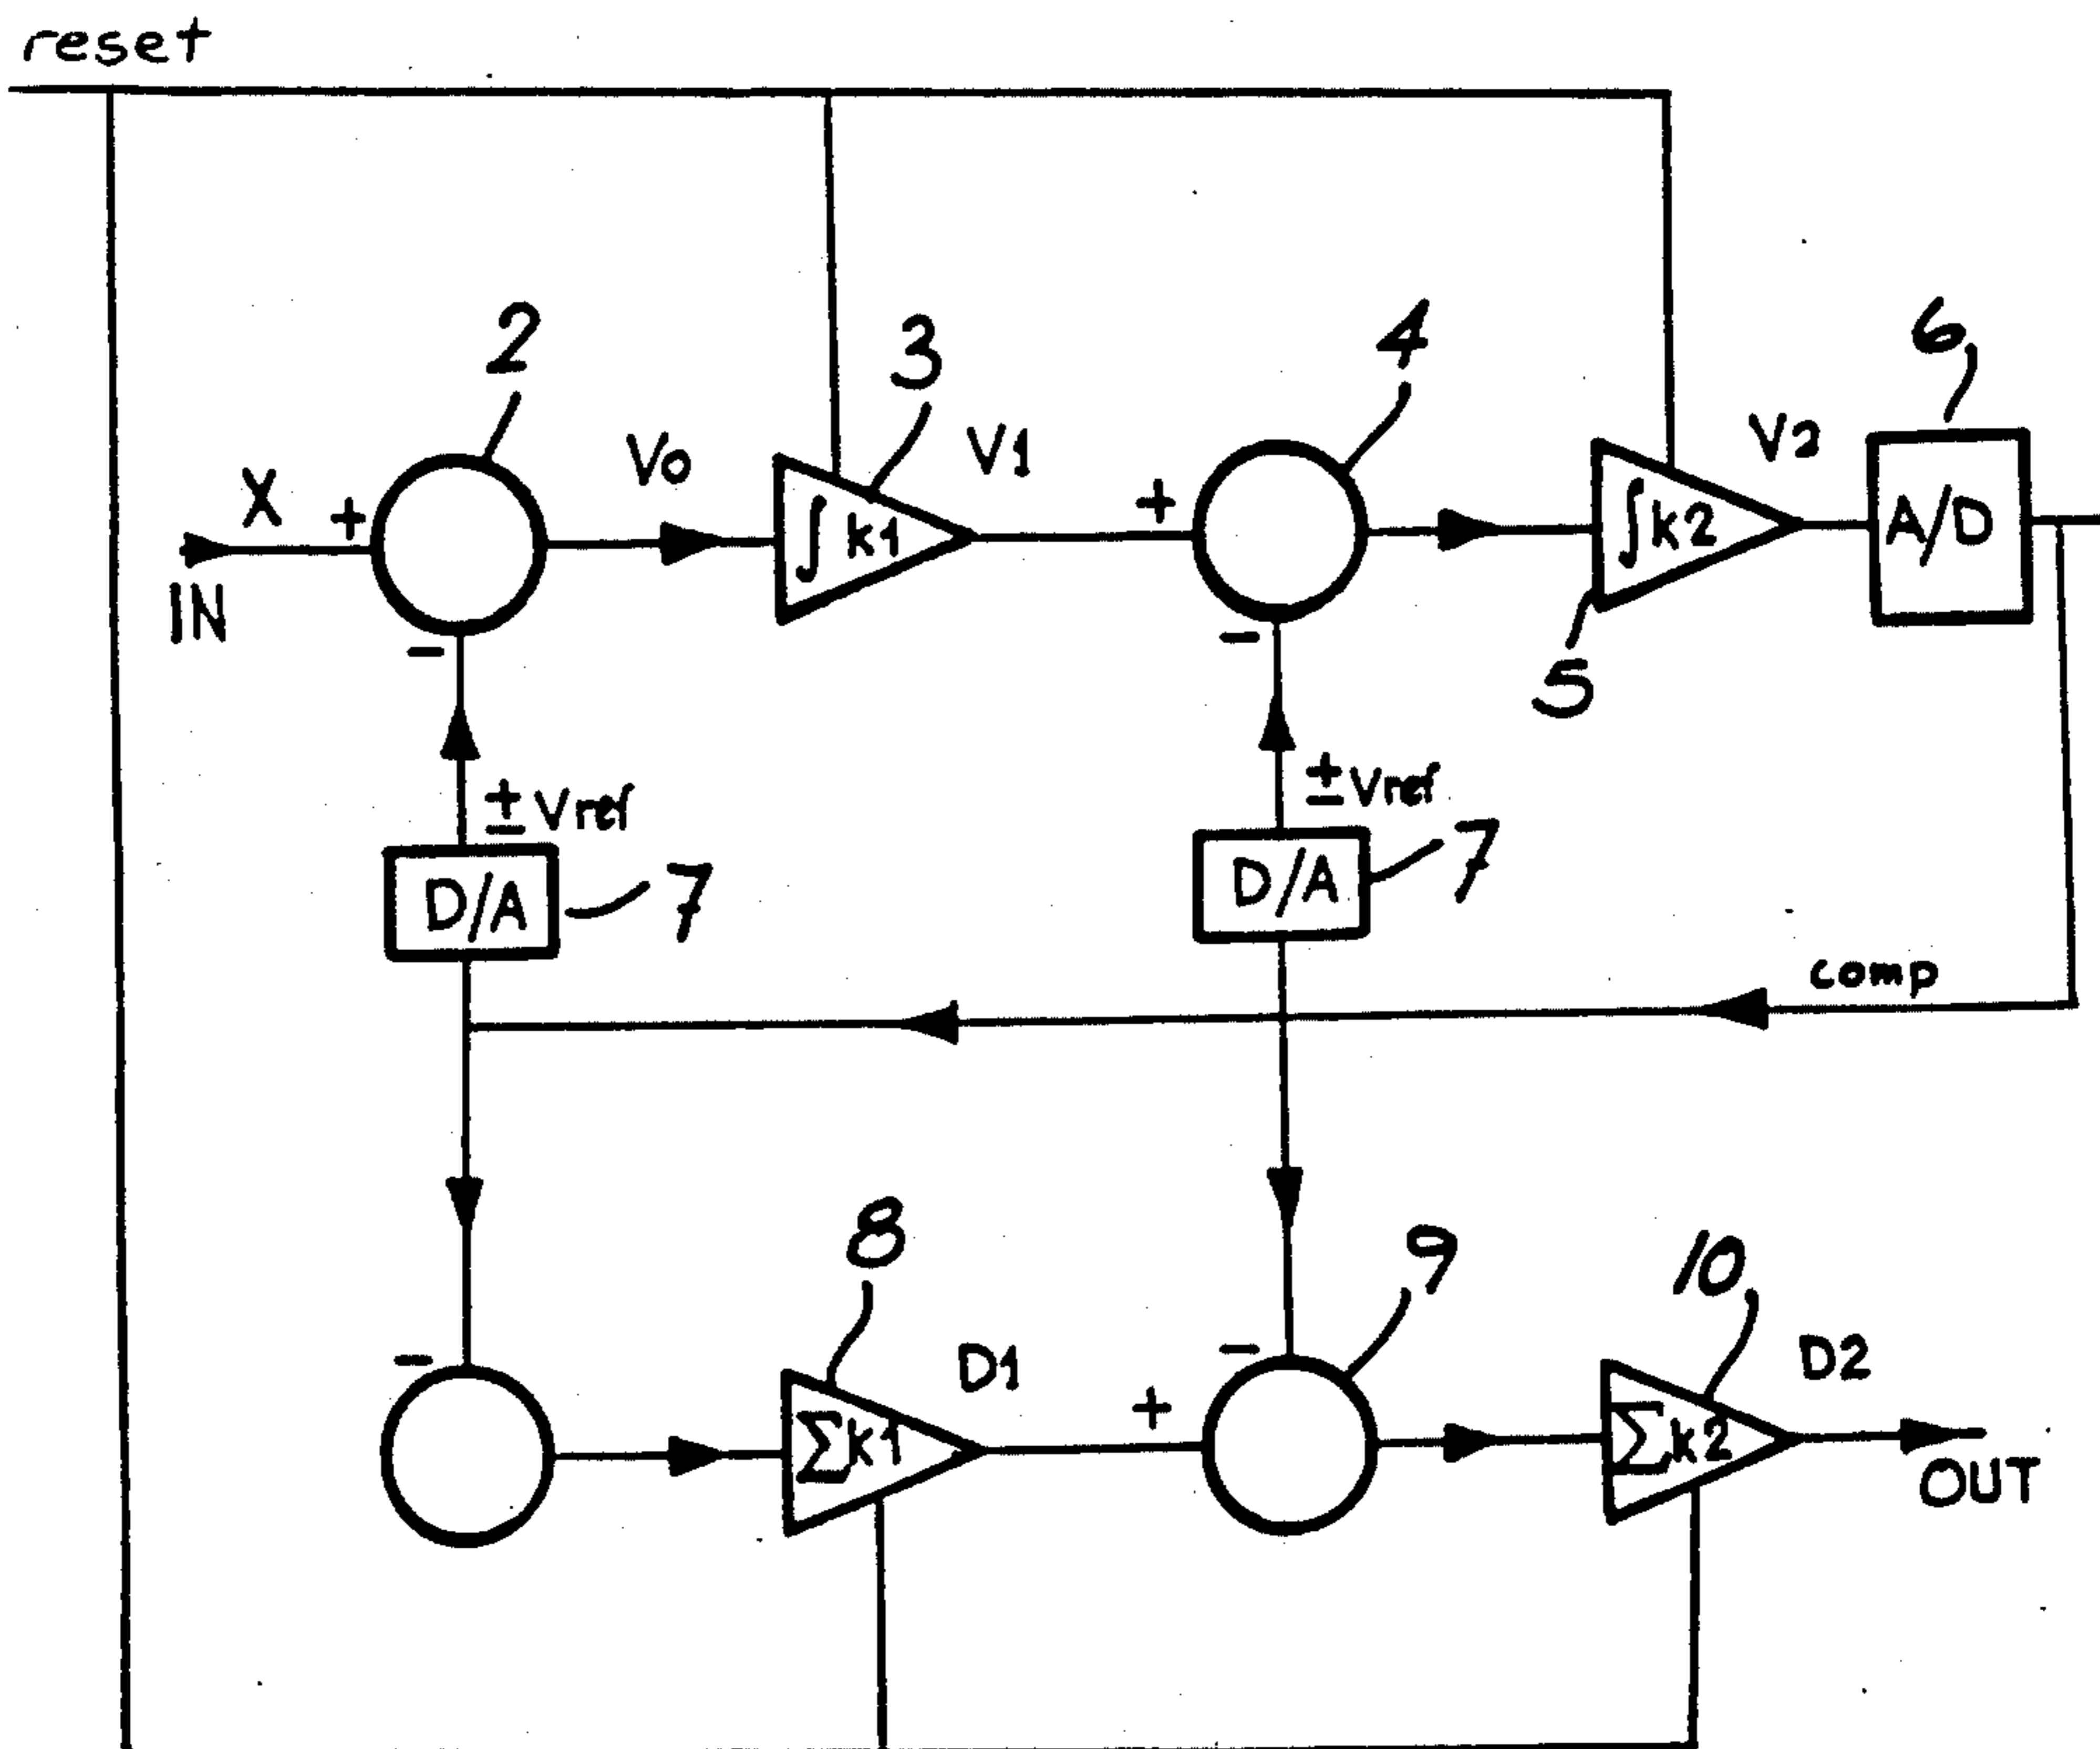 reset
2
3
4
6
X
+
Vo
V1
+
V2
IN
∫k1
∫k2
A/D
-
-
5
±Vref
±Vref
D/A
7
D/A
7
comp
8
9
10
-
D1
-
+
D2
Σk1
Σk2
OUT